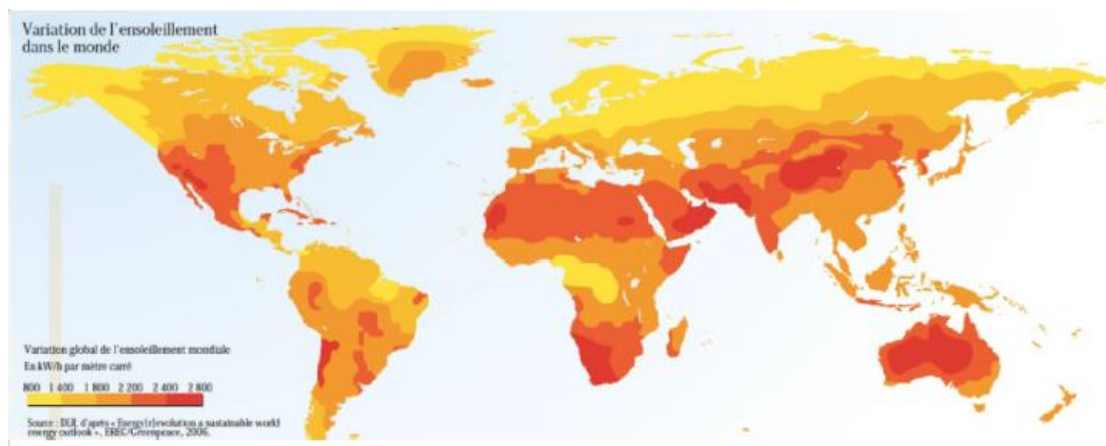 Variation de l'ensoleillement
dans le monde
Variation global de l'ensoleillement mondiale
En kW/h par mètre carré
800 1 400 1 800 2 200 2 400 2 800
Source : DLR d'après « Energy[r]evolution a sustainable world
energy outlook », EREC/Greenpeace, 2006.